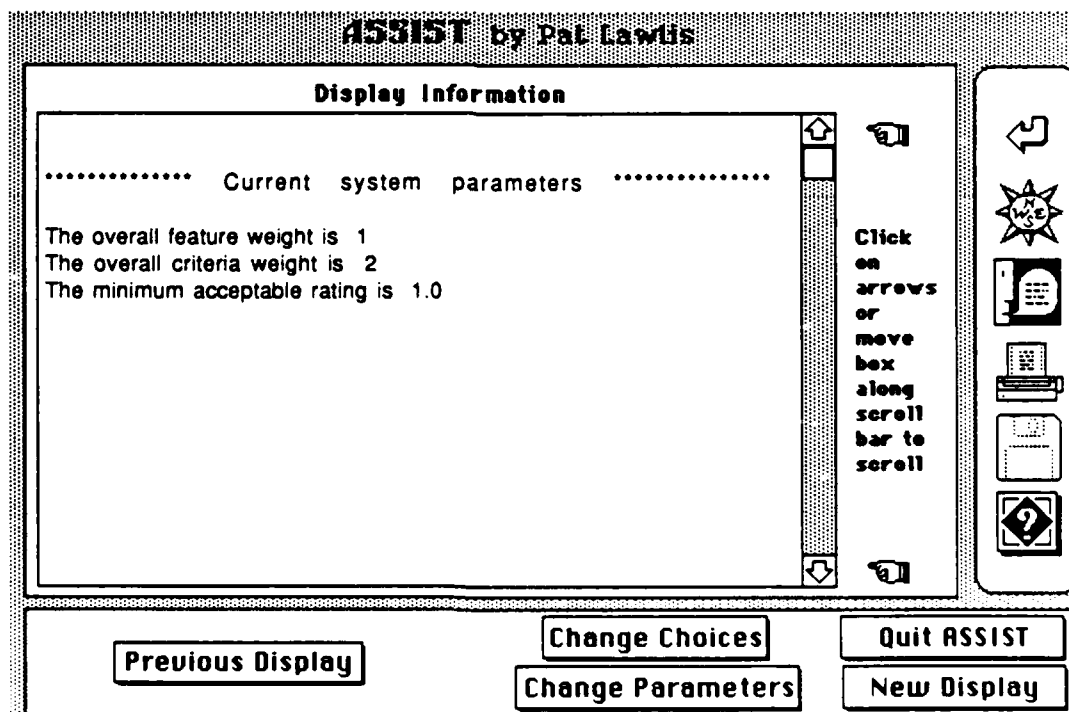 ASSIST by Pat Lawlis
Display Information
*************** Current system parameters ****************
The overall feature weight is 1
The overall criteria weight is 2
The minimum acceptable rating is 1.0
Click
on
arrows
or
move
box
along
scroll
bar to
scroll
N
W E
S
?
Previous Display
Change Choices
Change Parameters
Quit ASSIST
New Display